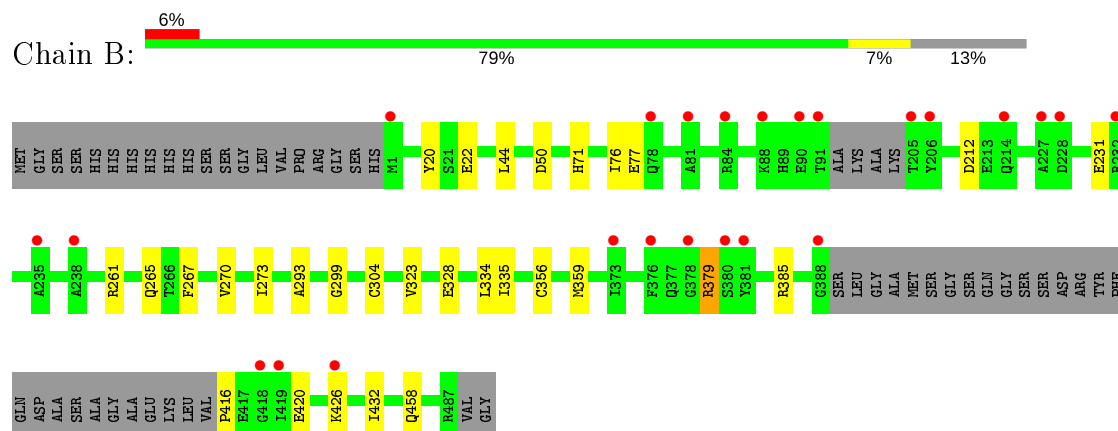 6%
Chain B:
79% 7% 13%
MET GLY SER SER HIS HIS HIS HIS HIS HIS SER SER GLY LEU VAL PRO ARG GLY SER HIS M1 Y20 S21 E22 L44 D50 H71 I76 E77 Q78 A81 R84 K88 H89 E90 T91 ALA LYS ALA LYS T205 Y206 D212 E213 Q214 A227 D228 E231 R232
A235 A238 R261 Q265 T266 F267 V270 I273 A293 G299 C304 V323 E328 L334 I335 C356 M359 I373 F376 Q377 G378 R379 S380 Y381 R385 G388 SER LEU GLY ALA MET SER GLY SER GLN GLY SER SER ASP ARG TYR PHE
GLN ASP ALA SER ALA GLY ALA GLU LYS LEU VAL P416 E417 G418 I419 E420 K426 I432 Q458 R487 VAL GLY